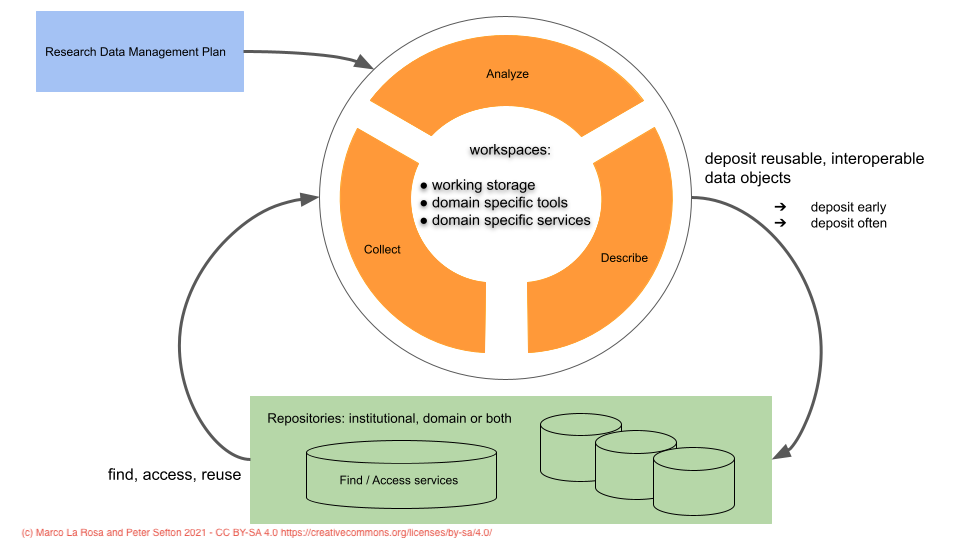 Research Data Management Plan
Analyze
workspaces:
● working storage
● domain specific tools
● domain specific services
Collect
Describe
deposit reusable, interoperable
data objects
➔ deposit early
➔ deposit often
Repositories: institutional, domain or both
Find / Access services
find, access, reuse
(c) Marco La Rosa and Peter Sefton 2021 - CC BY-SA 4.0 https://creativecommons.org/licenses/by-sa/4.0/